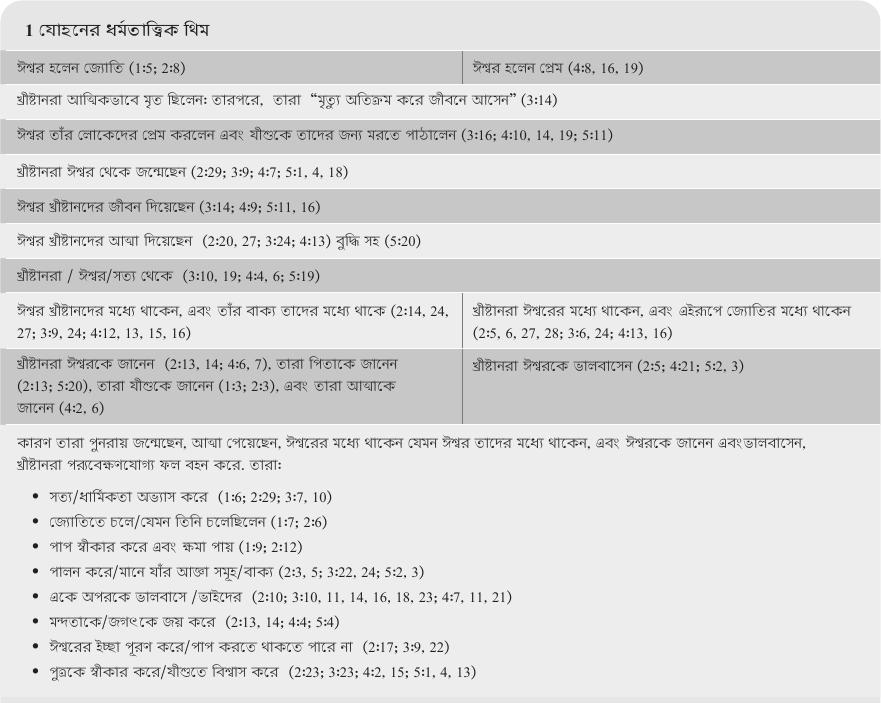 1 যোহনের ধর্মতাত্ত্বিক থিম
ঈশ্বর হলেন জ্যোতি (1:5; 2:8)
ঈশ্বর হলেন প্রেম (4:8, 16, 19)
খ্রীষ্টানরা আত্মিকভাবে মৃত ছিলেন: তারপরে, তারা “মৃত্যু অতিক্রম করে জীবনে আসেন” (3:14)
ঈশ্বর তাঁর লোকেদের প্রেম করলেন এবং যীশুকে তাদের জন্য মরতে পাঠালেন (3:16; 4:10, 14, 19; 5:11)
খ্রীষ্টানরা ঈশ্বর থেকে জন্মেছেন (2:29; 3:9; 4:7; 5:1, 4, 18)
ঈশ্বর খ্রীষ্টানদের জীবন দিয়েছেন (3:14; 4:9; 5:11, 16)
ঈশ্বর খ্রীষ্টানদের আত্মা দিয়েছেন (2:20, 27; 3:24; 4:13) বুদ্ধি সহ (5:20)
খ্রীষ্টানরা / ঈশ্বর/সত্য থেকে (3:10, 19; 4:4, 6; 5:19)
ঈশ্বর খ্রীষ্টানদের মধ্যে থাকেন, এবং তাঁর বাক্য তাদের মধ্যে থাকে (2:14, 24,
27; 3:9, 24; 4:12, 13, 15, 16)
খ্রীষ্টানরা ঈশ্বরের মধ্যে থাকেন, এবং এইরূপে জ্যোতির মধ্যে থাকেন
(2:5, 6, 27, 28; 3:6, 24; 4:13, 16)
খ্রীষ্টানরা ঈশ্বরকে জানেন (2:13, 14; 4:6, 7), তারা পিতাকে জানেন
(2:13; 5:20), তারা যীশুকে জানেন (1:3; 2:3), এবং তারা আত্মাকে
জানেন (4:2, 6)
খ্রীষ্টানরা ঈশ্বরকে ভালবাসেন (2:5; 4:21; 5:2, 3)
কারণ তারা পুনরায় জন্মেছেন, আত্মা পেয়েছেন, ঈশ্বরের মধ্যে থাকেন যেমন ঈশ্বর তাদের মধ্যে থাকেন, এবং ঈশ্বরকে জানেন এবংভালবাসেন,
খ্রীষ্টানরা পর্যবেক্ষণযোগ্য ফল বহন করে. তারা:
• সত্য/ধার্মিকতা অভ্যাস করে (1:6; 2:29; 3:7, 10)
• জ্যোতিতে চলে/যেমন তিনি চলেছিলেন (1:7; 2:6)
• পাপ স্বীকার করে এবং ক্ষমা পায় (1:9; 2:12)
• পালন করে/মানে যাঁর আজ্ঞা সমূহ/বাক্য (2:3, 5; 3:22, 24; 5:2, 3)
• একে অপরকে ভালবাসে /ভাইদের (2:10; 3:10, 11, 14, 16, 18, 23; 4:7, 11, 21)
• মন্দতাকে/জগৎকে জয় করে (2:13, 14; 4:4; 5:4)
• ঈশ্বরের ইচ্ছা পূরণ করে/পাপ করতে থাকতে পারে না (2:17; 3:9, 22)
• পুত্রকে স্বীকার করে/যীশুতে বিশ্বাস করে (2:23; 3:23; 4:2, 15; 5:1, 4, 13)